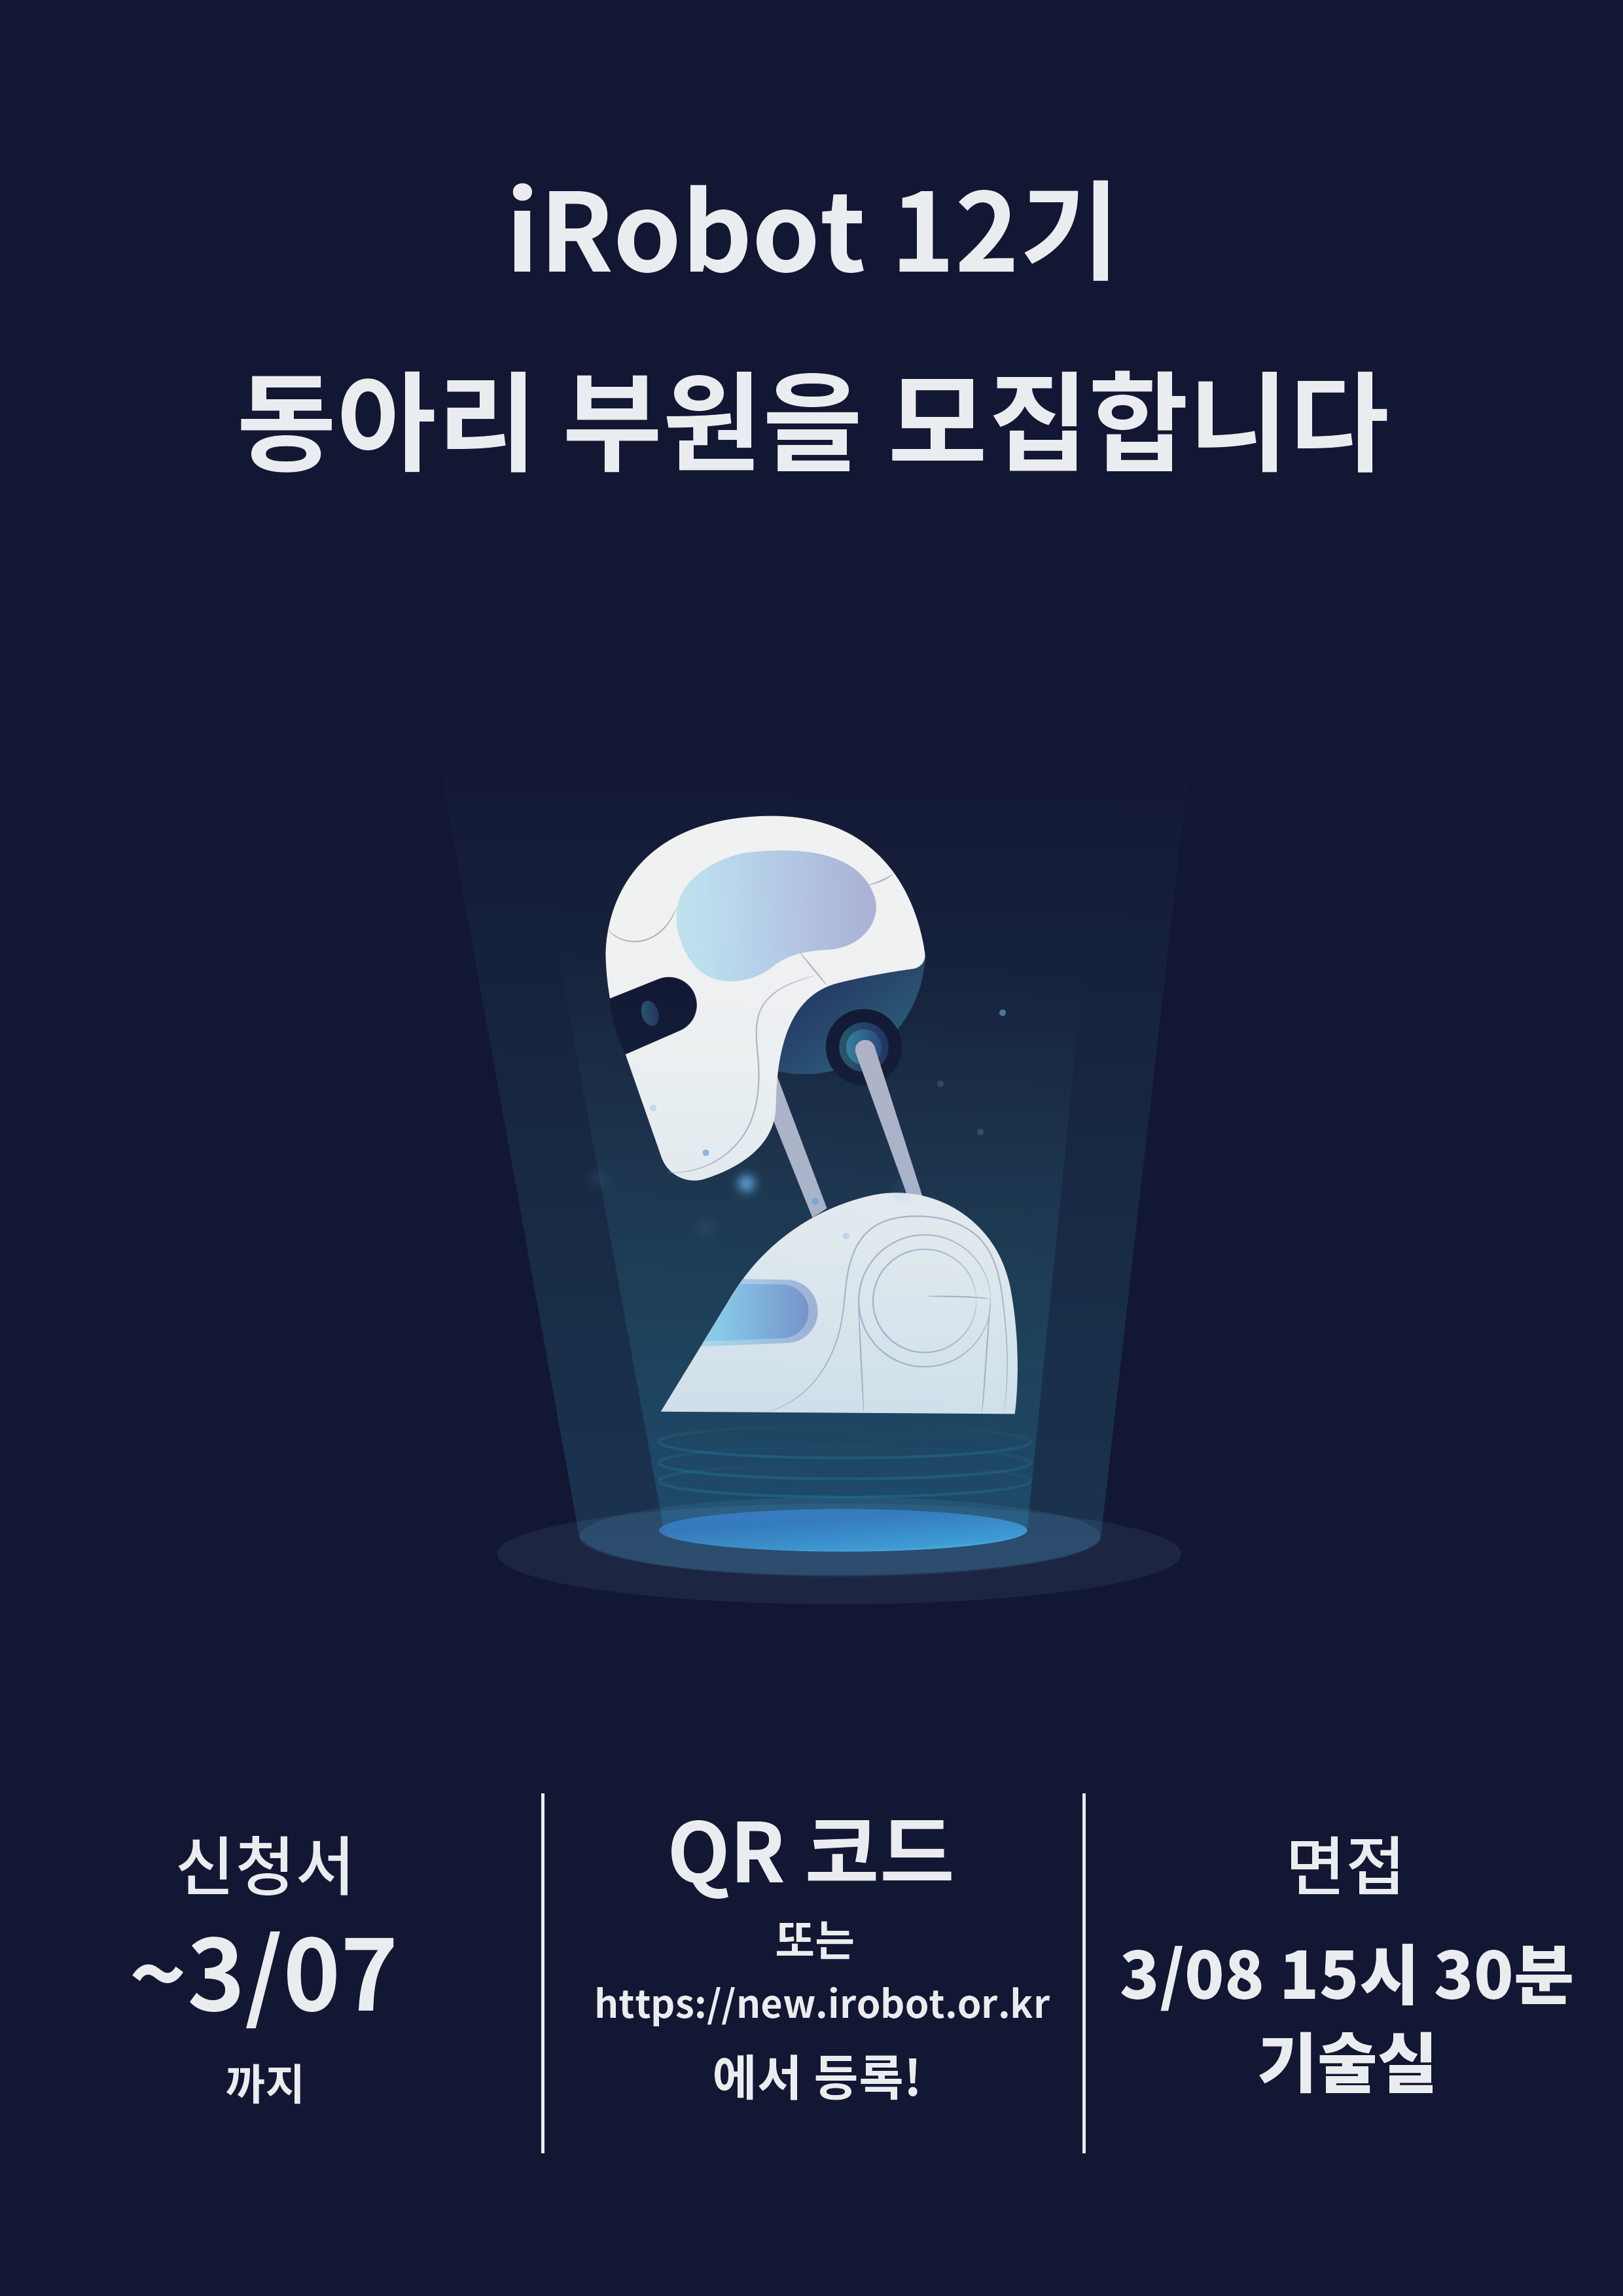 iRobot 12기
동아리 부원을 모집합니다
신청서
~3/07
까지
QR 코드
또는
https://new.irobot.or.kr
에서 등록!
면접
3/08 15시 30분
기술실